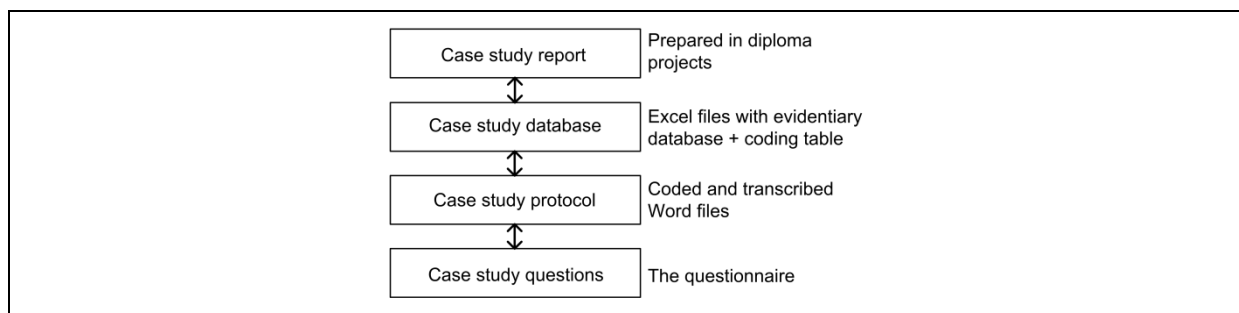 Case study report
Prepared in diploma
projects
Case study database
Excel files with evidentiary
database + coding table
Case study protocol
Coded and transcribed
Word files
Case study questions
The questionnaire